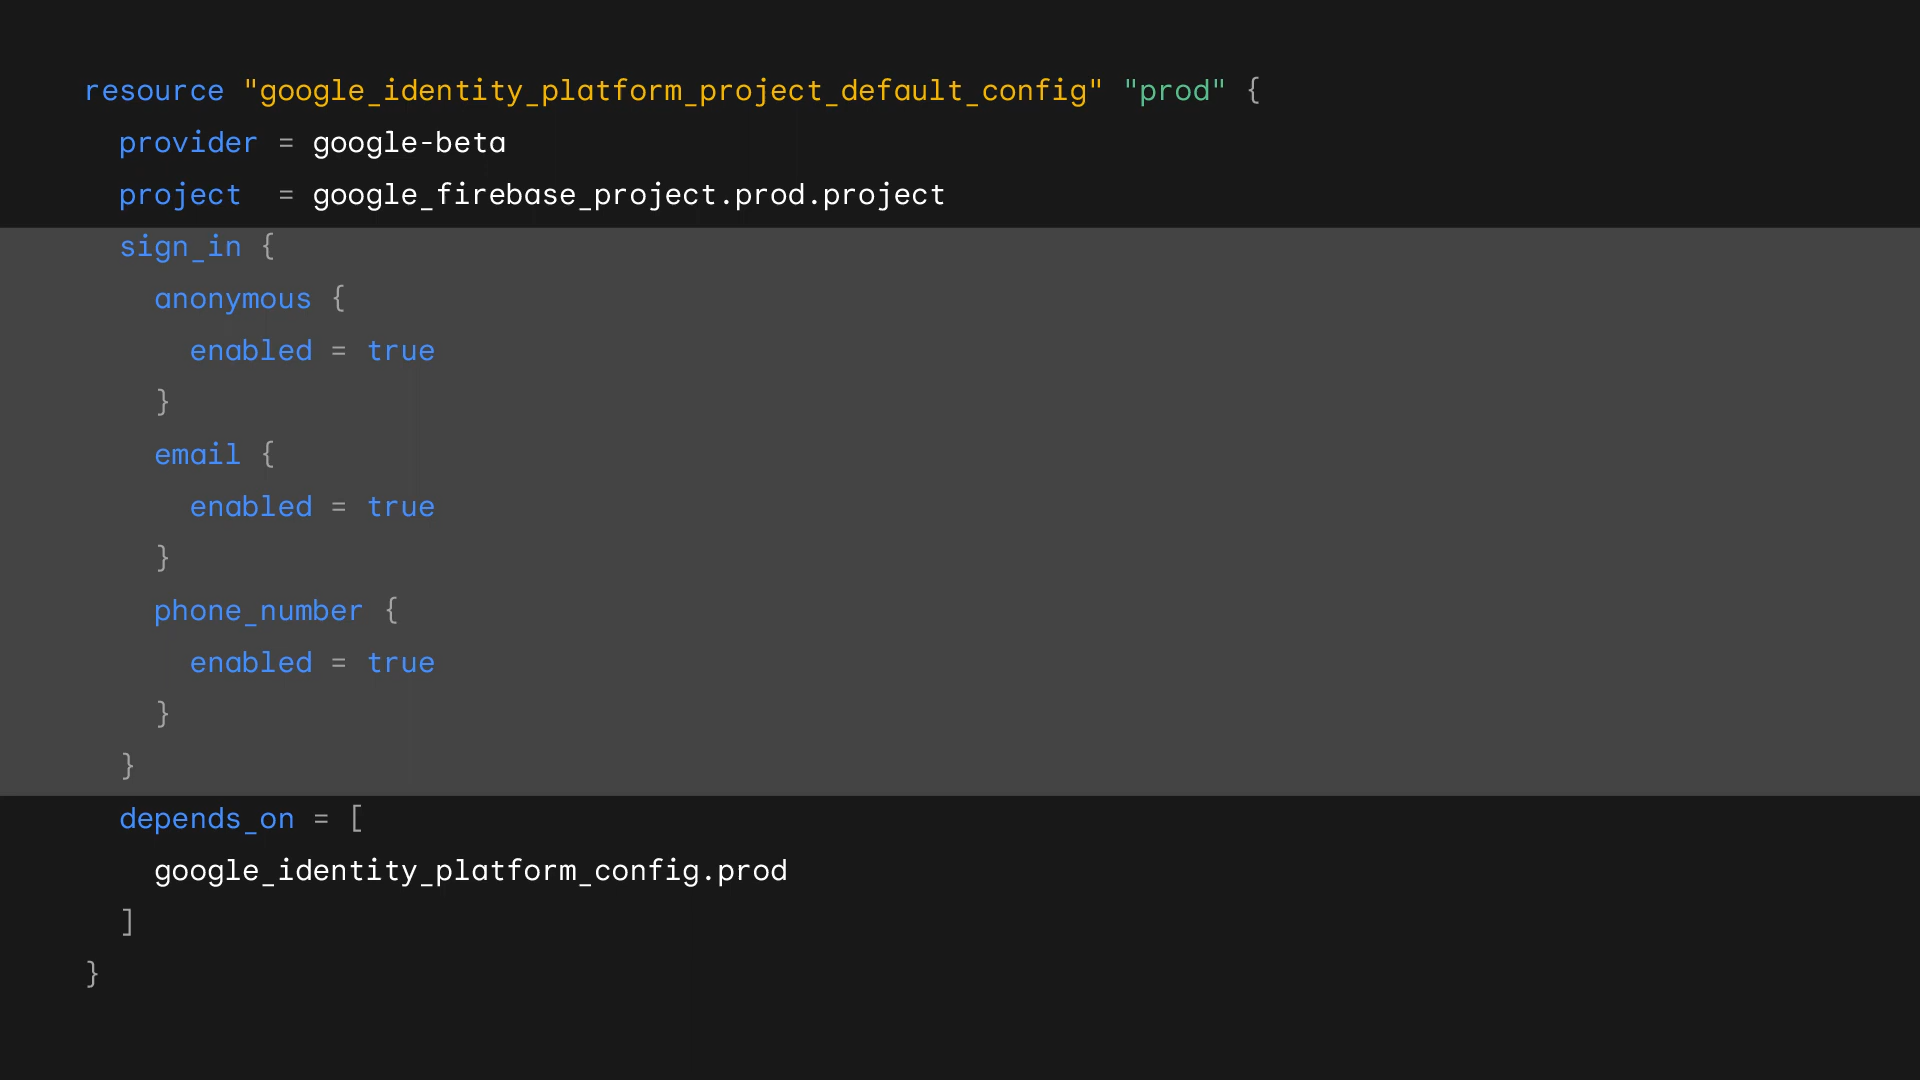 resource "google_identity_platform_project_default_config" "prod" {
  provider = google-beta
  project  = google_firebase_project.prod.project
  sign_in {
    anonymous {
      enabled = true
    }
    email {
      enabled = true
    }
    phone_number {
      enabled = true
    }
  }
  depends_on = [
    google_identity_platform_config.prod
  ]
}